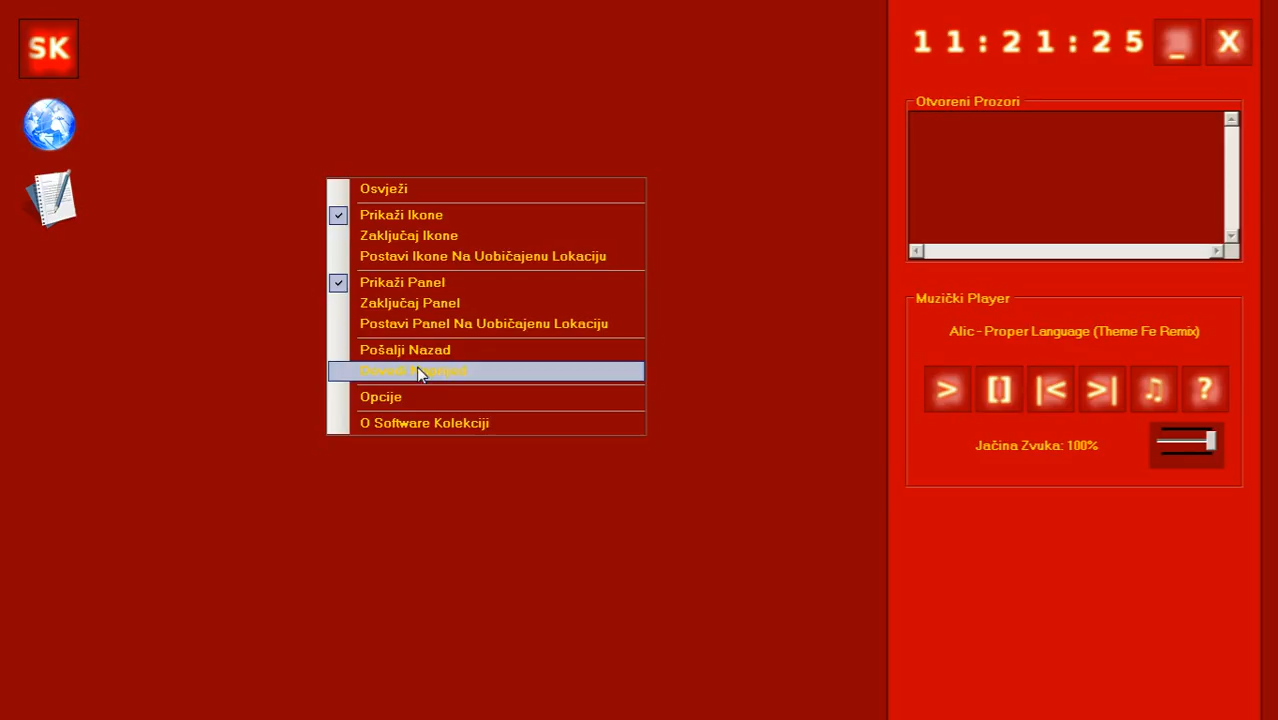 SK
11:21:25
_
X
Otvoreni Prozori
Osvježi
Prikaži Ikone
Zaključaj Ikone
Postavi Ikone Na Uobičajenu Lokaciju
Prikaži Panel
Zaključaj Panel
Postavi Panel Na Uobičajenu Lokaciju
Pošalji Nazad
Opcije
O Software Kolekciji
Muzički Player
Alic - Proper Language (Theme Fe Remix)
> [] |< >| ♫ ?
Jačina Zvuka: 100%